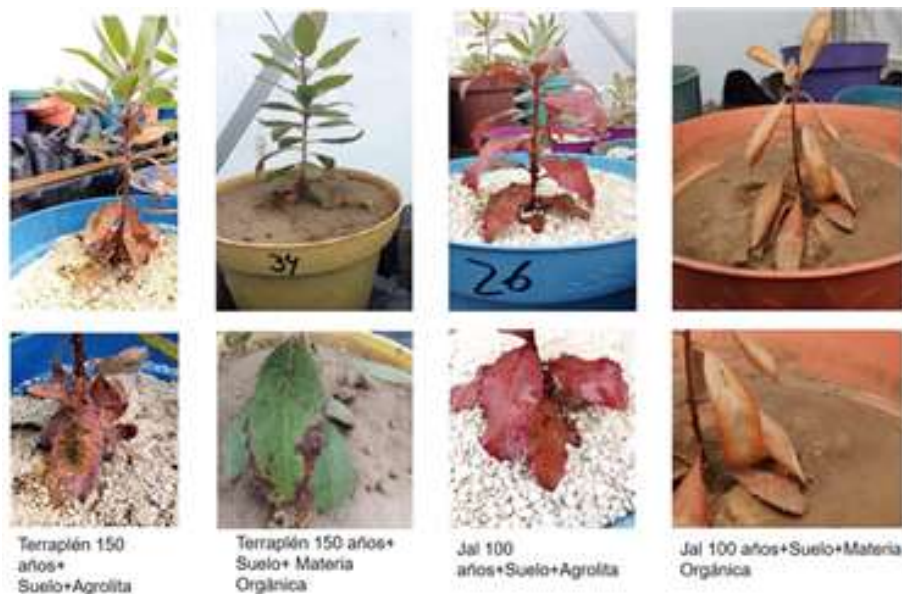 34
26
Terraplén 150
años+
Suelo+Agrolita
Terraplén 150 años+
Suelo+ Materia
Orgánica
Jal 100
años+Suelo+Agrolita
Jal 100 años+Suelo+Materia
Orgánica